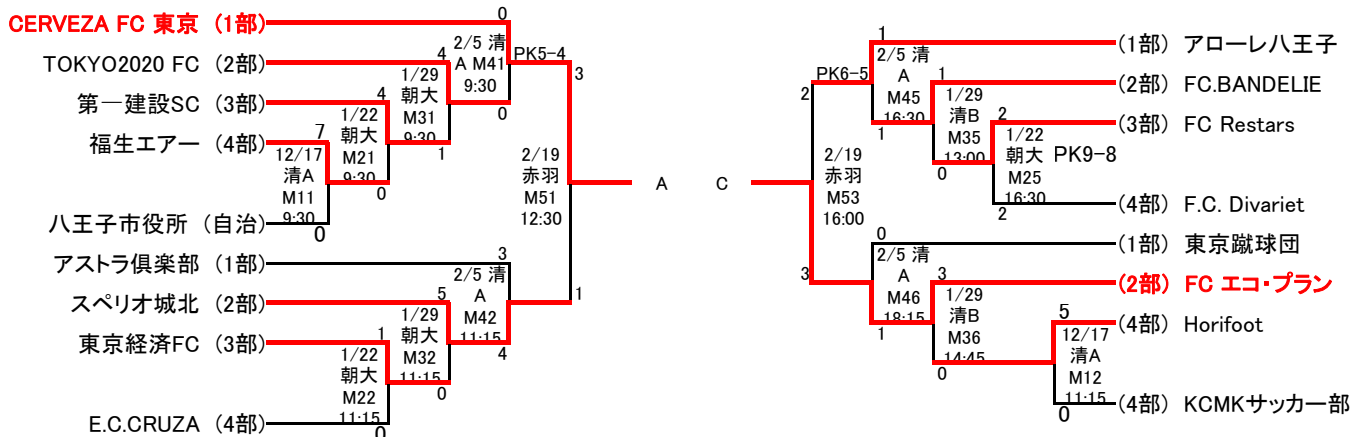 CERVEZA FC 東京 (1部)
0
2/5 清
A M41
9:30
PK5-4
TOKYO2020 FC (2部)
4
3
1/29
朝大
M31
9:30
0
第一建設SC (3部)
4
1/22
朝大
M21
9:30
1
福生エアー (4部)
7
12/17
清A
M11
9:30
0
八王子市役所 (自治)
0
2/19
赤羽
M51
12:30
A
アストラ倶楽部 (1部)
3
2/5 清
A
M42
11:15
1
スペリオ城北 (2部)
5
1/29
朝大
M32
11:15
4
東京経済FC (3部)
1
1/22
朝大
M22
11:15
0
E.C.CRUZA (4部)
0
C
1
(1部) アローレ八王子
PK6-5
2/5 清
A
M45
16:30
2
1
(2部) FC.BANDELIE
1/29
清B
M35
13:00
1
2
(3部) FC Restars
1/22
朝大
M25
16:30
PK9-8
0
2
(4部) F.C. Divariet
2/19
赤羽
M53
16:00
0
(1部) 東京蹴球団
2/5 清
A
M46
18:15
3
3
(2部) FC エコ・プラン
1/29
清B
M36
14:45
1
5
(4部) Horifoot
12/17
清A
M12
11:15
0
0
(4部) KCMKサッカー部